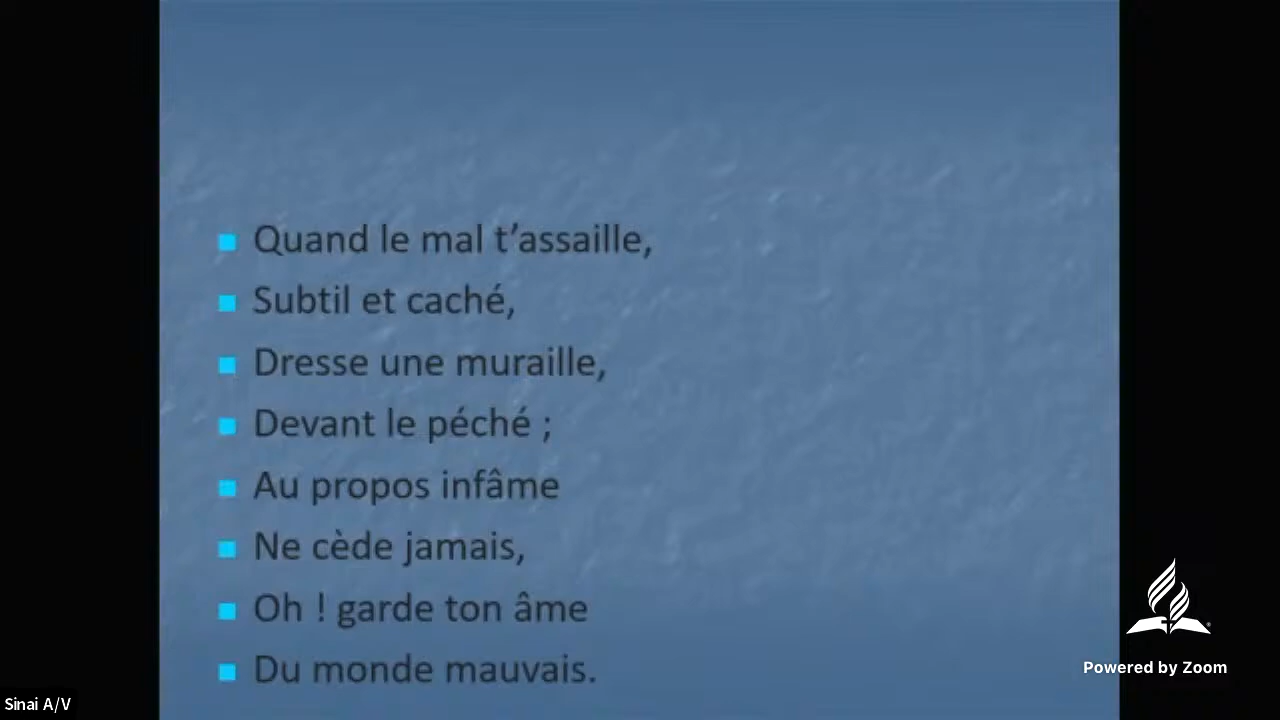 Quand le mal t’assaille,
Subtil et caché,
Dresse une muraille,
Devant le péché ;
Au propos infâme
Ne cède jamais,
Oh ! garde ton âme
Du monde mauvais.
Powered by Zoom
Sinai A/V